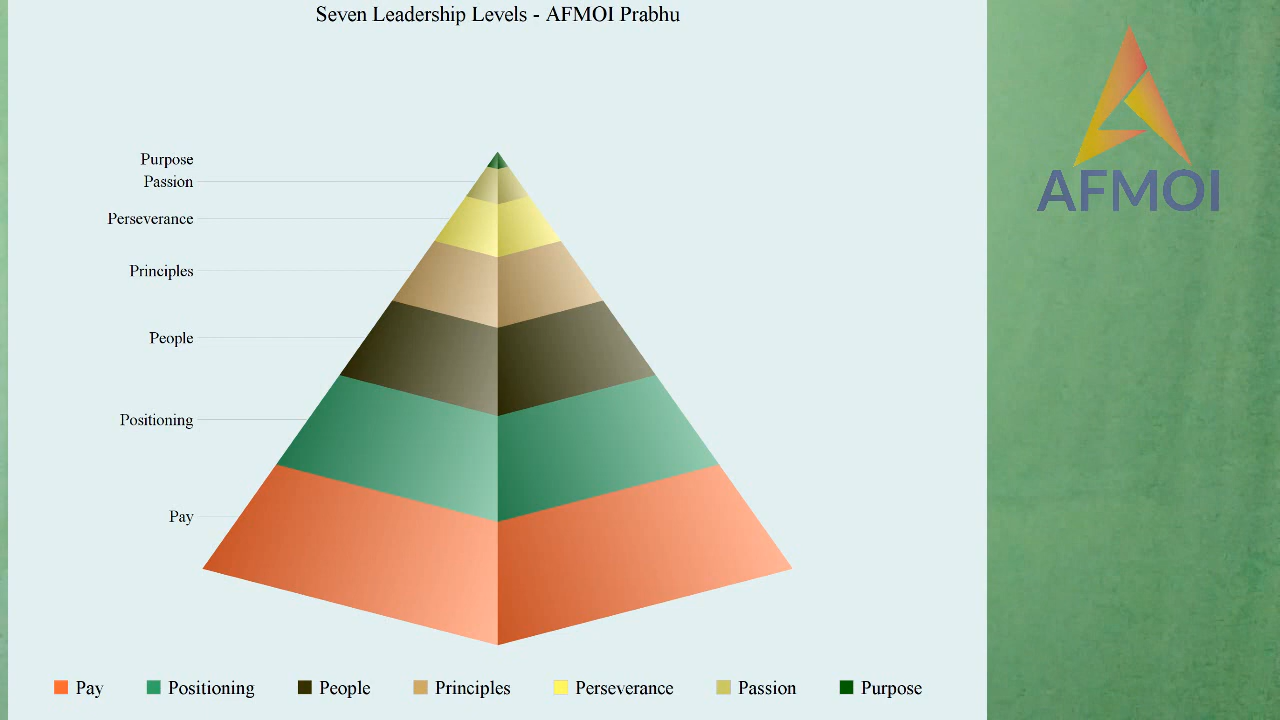 Seven Leadership Levels - AFMOI Prabhu
AFMOI
Purpose
Passion
Perseverance
Principles
People
Positioning
Pay
Pay Positioning People Principles Perseverance Passion Purpose